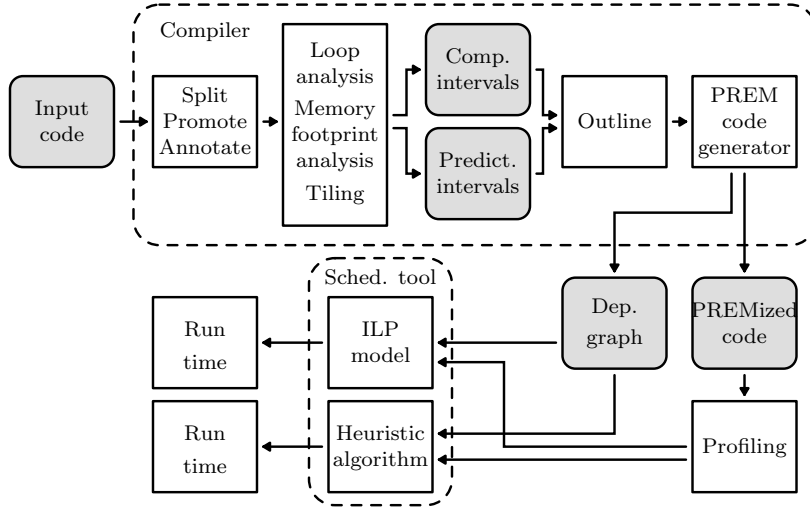 Compiler
Input
code
Split
Promote
Annotate
Loop
analysis
Memory
footprint
analysis
Tiling
Comp.
intervals
Predict.
intervals
Outline
PREM
code
generator
Sched. tool
Run
time
ILP
model
Dep.
graph
PREMized
code
Run
time
Heuristic
algorithm
Profiling